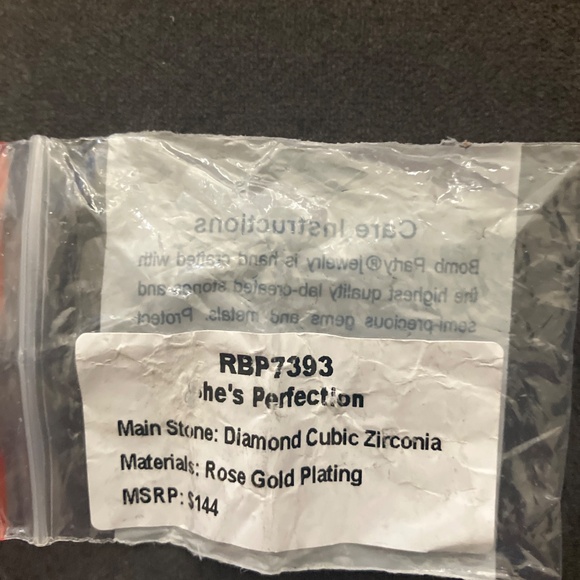 Care Instructions
Bomb Party® jewelry is hand crafted with
the highest quality lab-created stones and
semi-precious gems and metals. Protect
RBP7393
Perfection
Main Stone: Diamond Cubic Zirconia
Materials: Rose Gold Plating
MSRP: $144